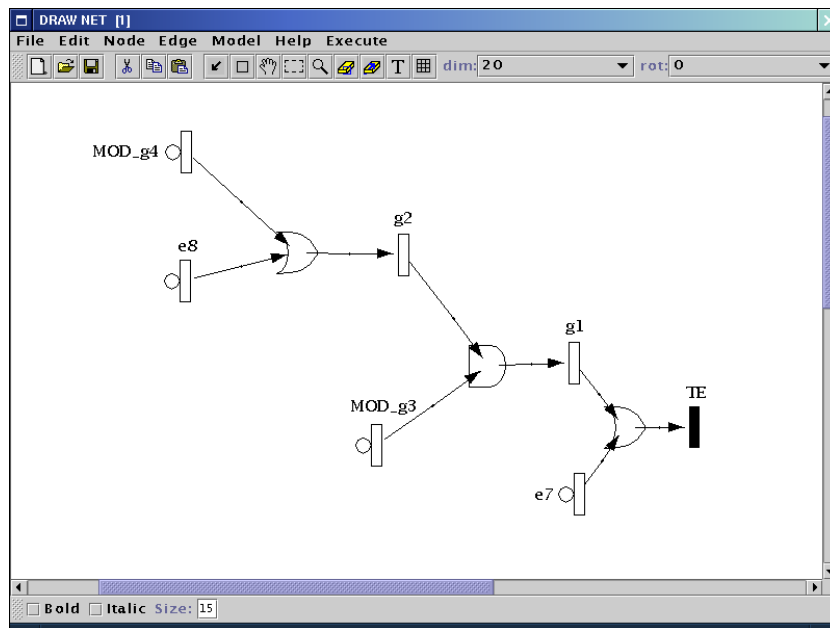 DRAW NET [1]
File Edit Node Edge Model Help Execute
T dim: 20 rot: 0
MOD_g4
g2
e8
g1
TE
MOD_g3
e7
Bold Italic Size: 15